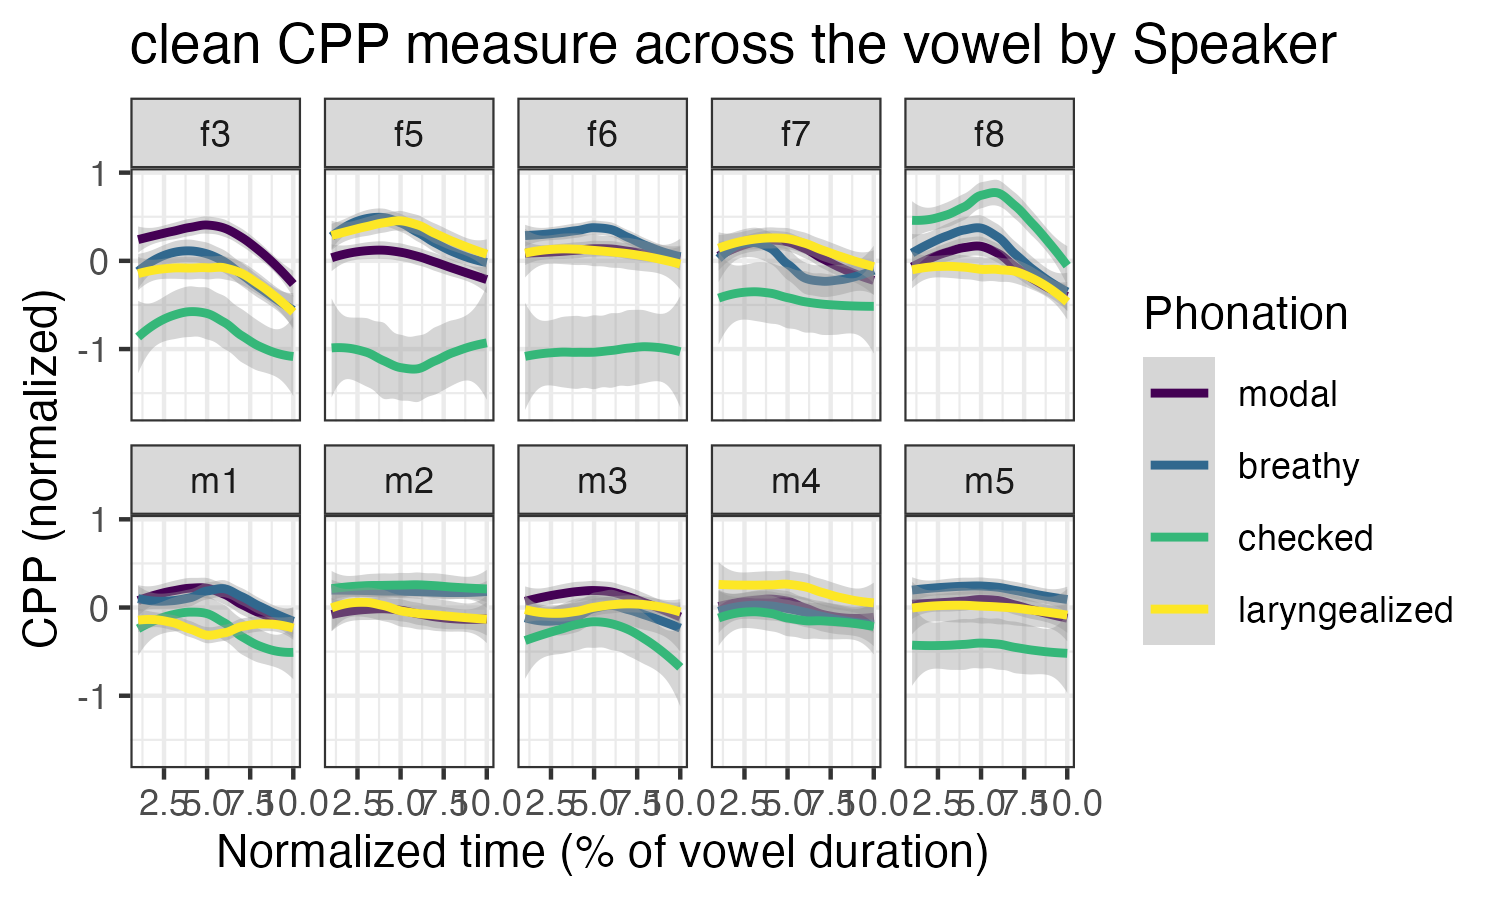 clean CPP measure across the vowel by Speaker
f3 f5 f6 f7 f8
1
0
-1
m1 m2 m3 m4 m5
1
0
-1
2.5 5.0 7.5 10.0 2.5 5.0 7.5 10.0 2.5 5.0 7.5 10.0 2.5 5.0 7.5 10.0 2.5 5.0 7.5 10.0
Normalized time (% of vowel duration)
CPP (normalized)
Phonation
modal
breathy
checked
laryngealized